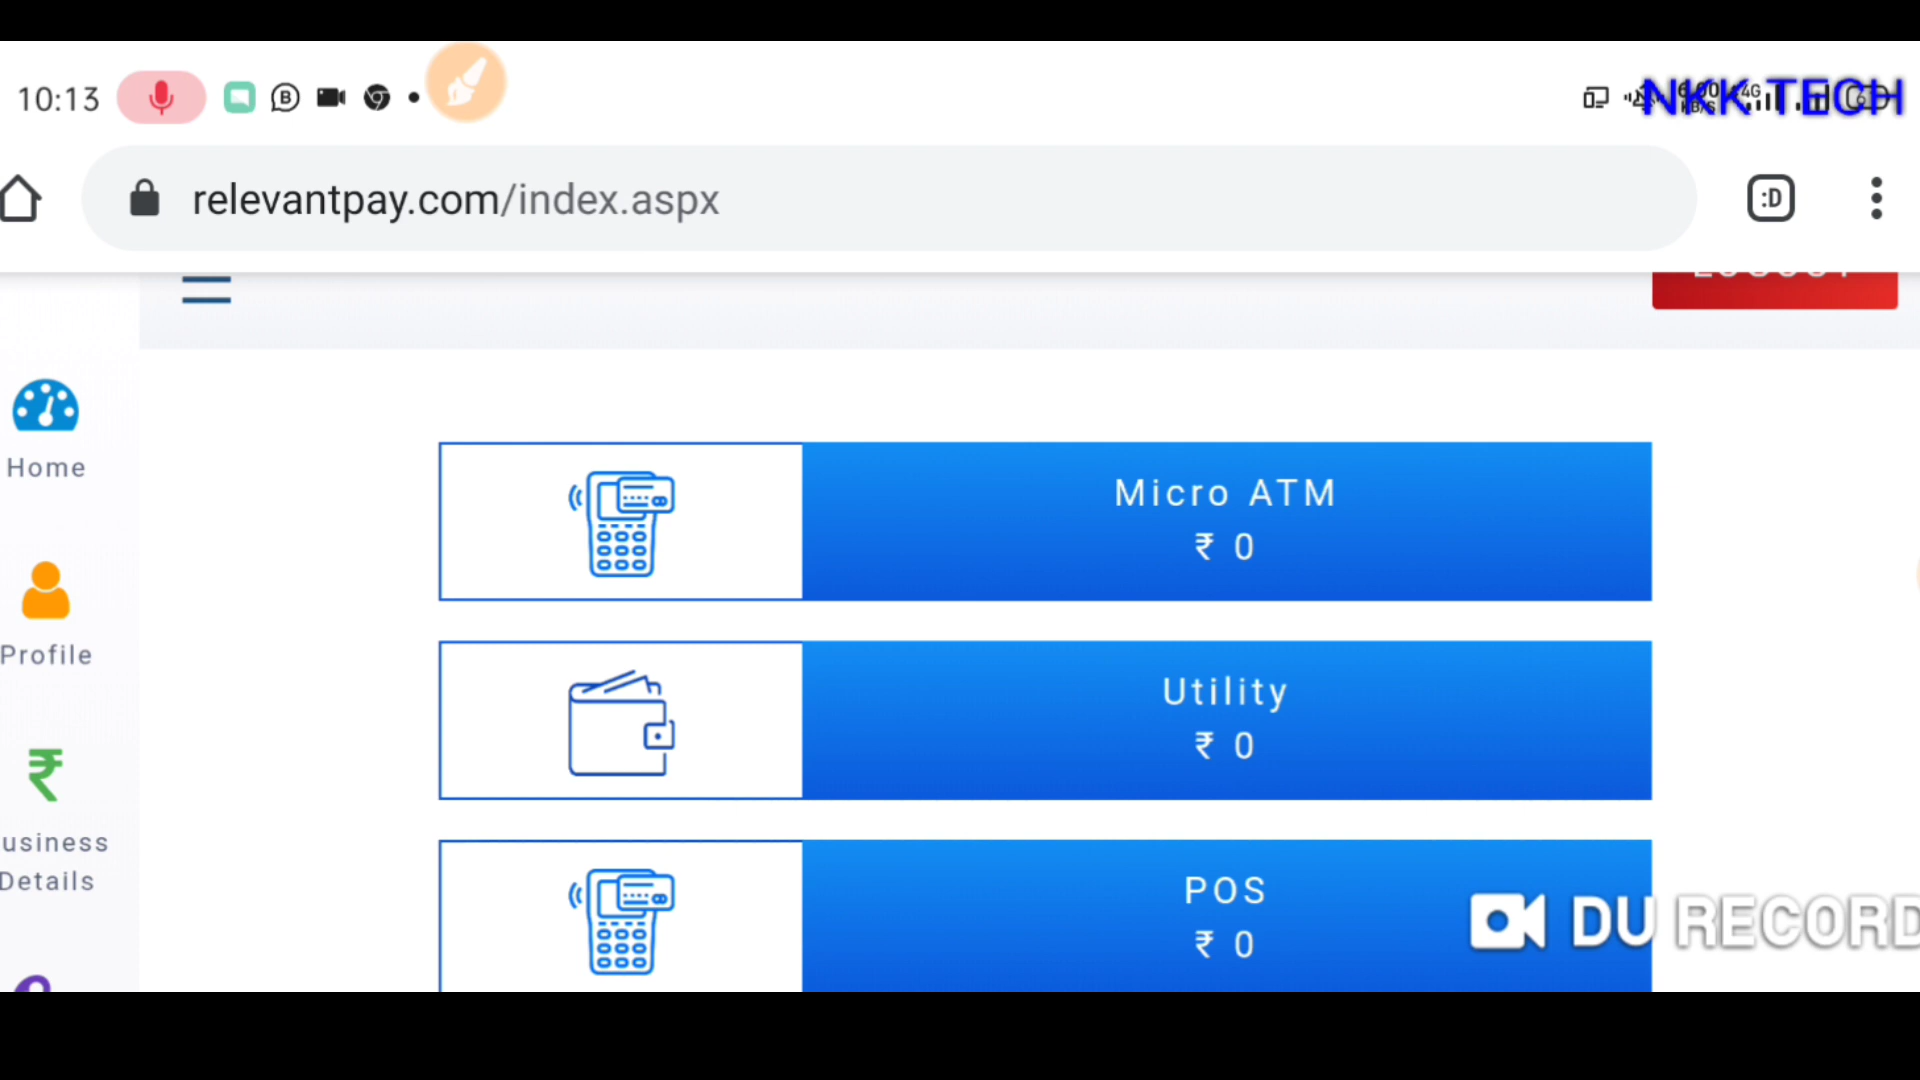 10:13
NKK TECH
relevantpay.com/index.aspx
:D
LOGOUT
Home
Micro ATM
₹ 0
Profile
Utility
₹ 0
usiness
Details
POS
₹ 0
DU RECORD